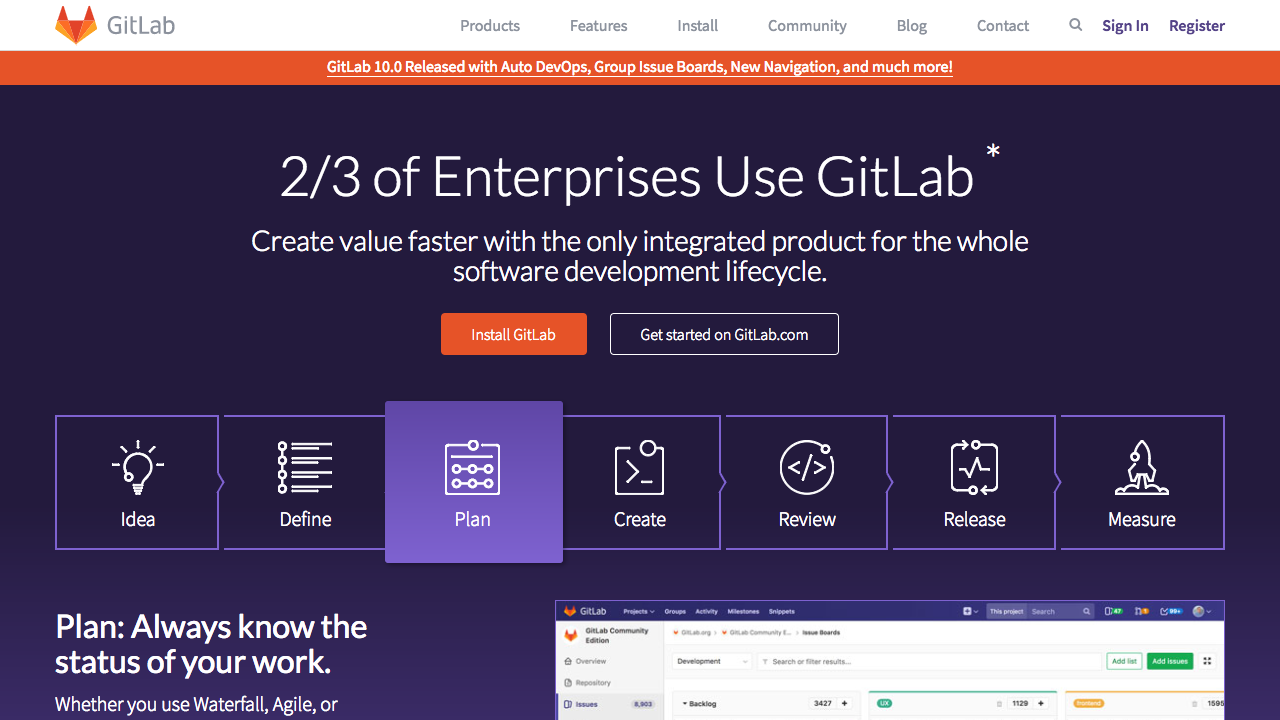 GitLab
Products Features Install Community Blog Contact Sign In Register
GitLab 10.0 Released with Auto DevOps, Group Issue Boards, New Navigation, and much more!
2/3 of Enterprises Use GitLab *
Create value faster with the only integrated product for the whole
software development lifecycle.
Install GitLab Get started on GitLab.com
Idea Define Plan Create Review Release Measure
Plan: Always know the
status of your work.
Whether you use Waterfall, Agile, or
GitLab Projects Groups Activity Milestones Snippets This project Search 47 1 99+
GitLab Community
Edition
GitLab.org > GitLab Community E... > Issue Boards
Overview
Development Search or filter results... Add list Add issues
Repository
Issues 8,903
Backlog 3427 + UX 1129 + frontend 1595